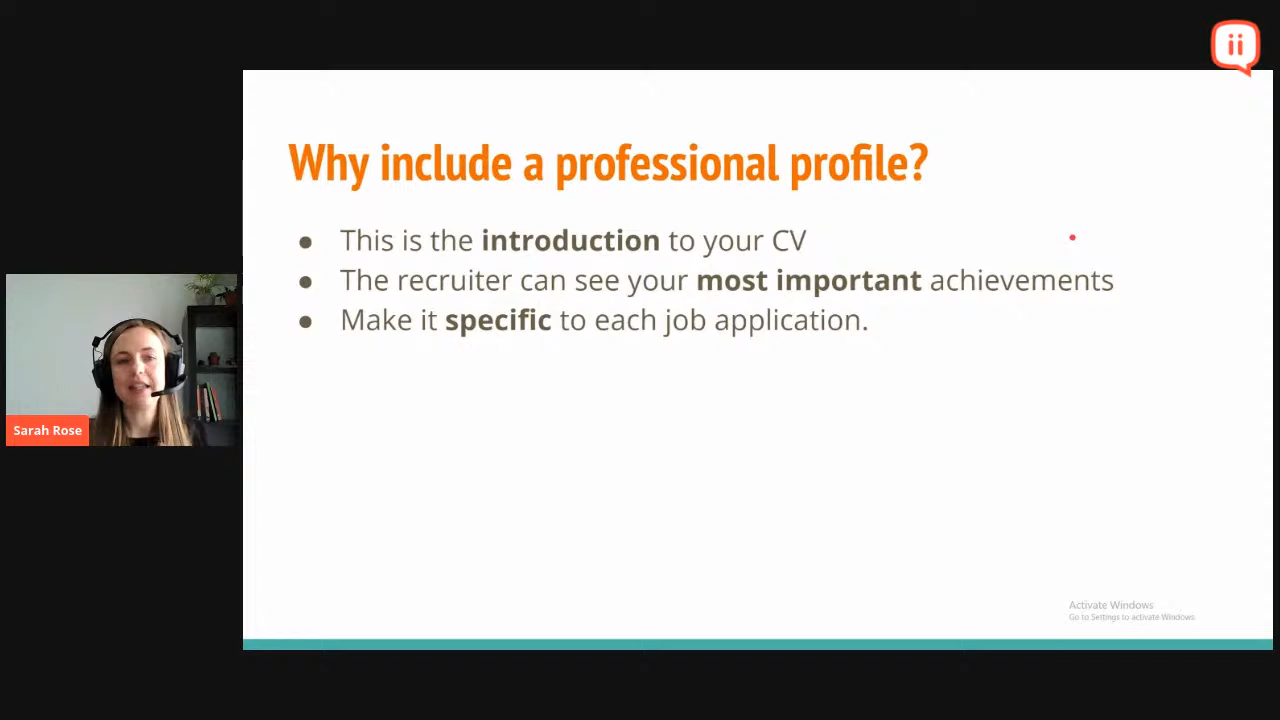 Why include a professional profile?
● This is the introduction to your CV
● The recruiter can see your most important achievements
● Make it specific to each job application.
Sarah Rose
Activate Windows
Go to Settings to activate Windows